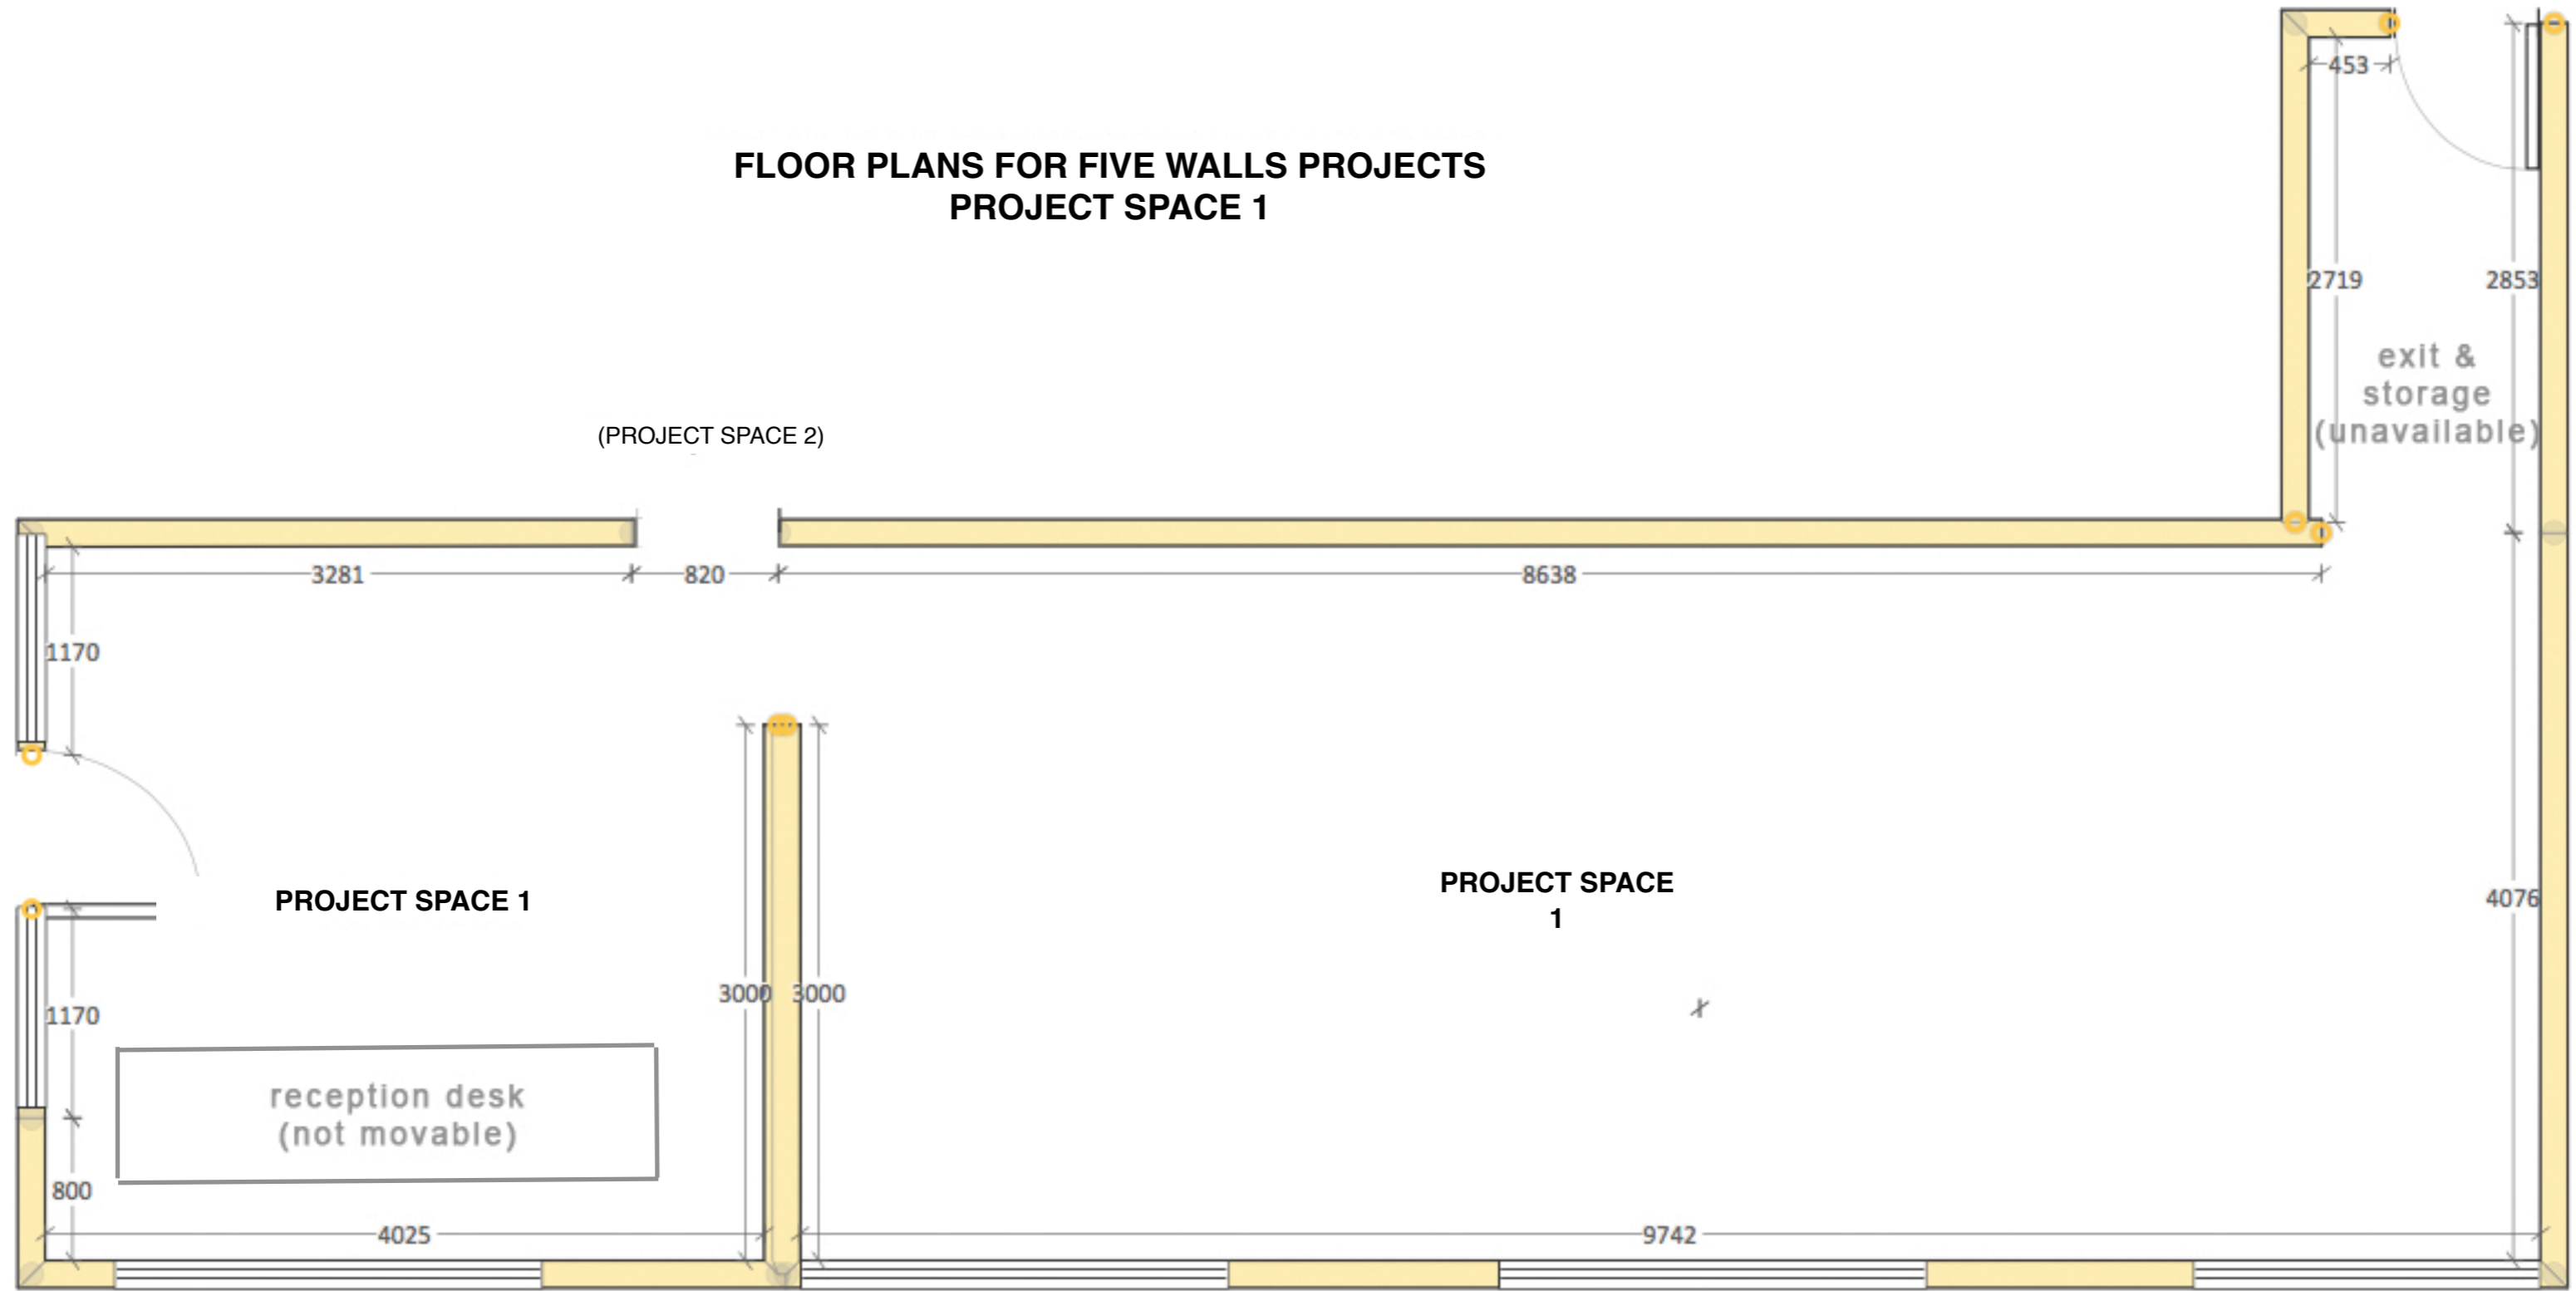 453
FLOOR PLANS FOR FIVE WALLS PROJECTS
PROJECT SPACE 1
2719
2853
exit &
storage
(unavailable)
(PROJECT SPACE 2)
3281
820
8638
1170
PROJECT SPACE 1
PROJECT SPACE
1
4076
3000
3000
1170
reception desk
(not movable)
800
4025
9742